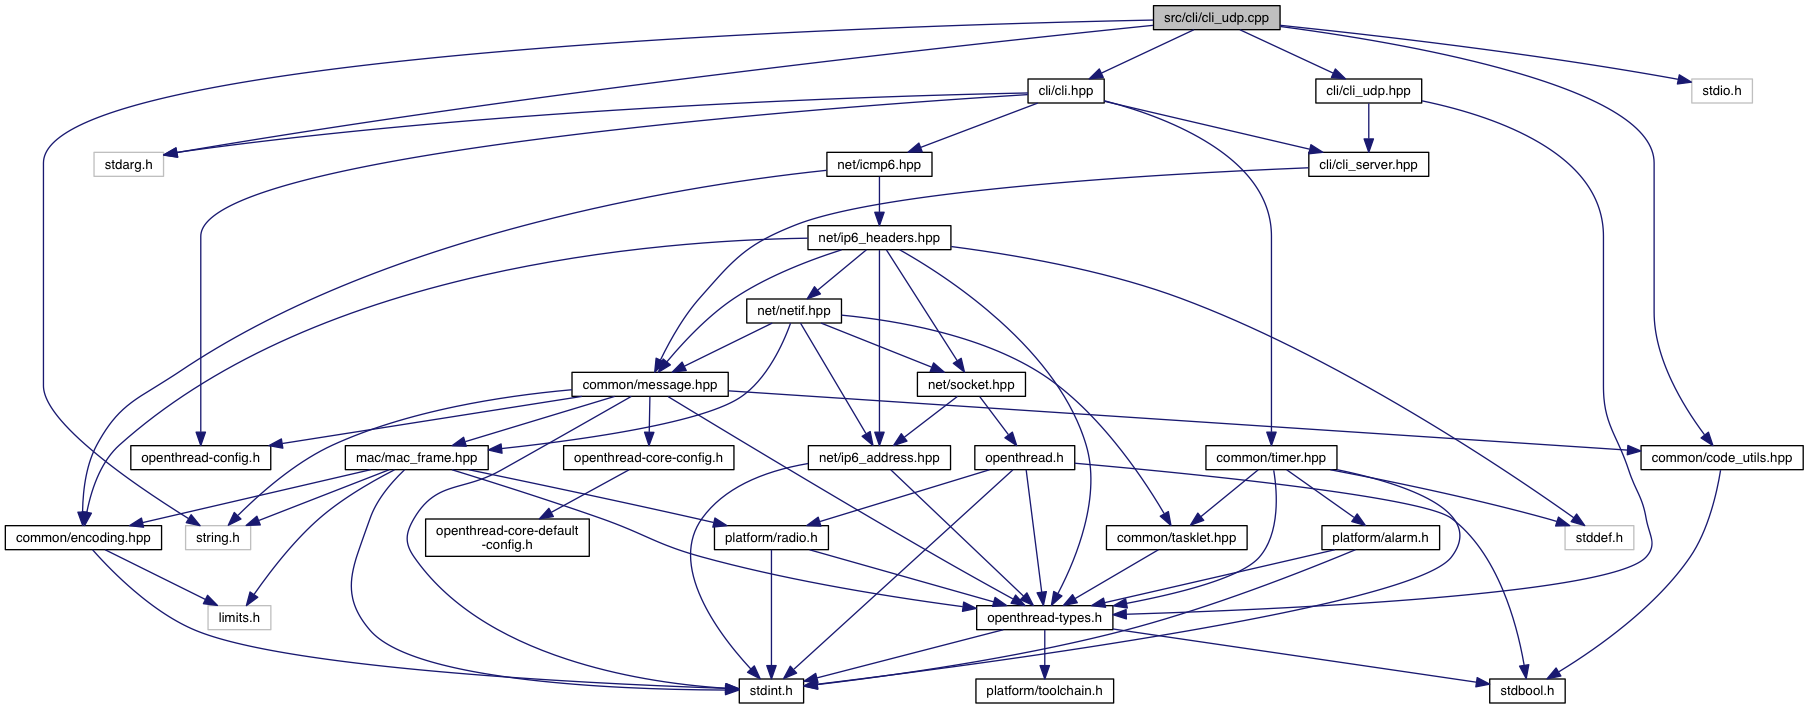 src/cli/cli_udp.cpp
cli/cli.hpp
cli/cli_udp.hpp
stdio.h
stdarg.h
net/icmp6.hpp
cli/cli_server.hpp
net/ip6_headers.hpp
net/netif.hpp
common/message.hpp
net/socket.hpp
openthread-config.h
mac/mac_frame.hpp
openthread-core-config.h
net/ip6_address.hpp
openthread.h
common/timer.hpp
common/code_utils.hpp
common/encoding.hpp
string.h
openthread-core-default
-config.h
platform/radio.h
common/tasklet.hpp
platform/alarm.h
stddef.h
limits.h
openthread-types.h
stdint.h
platform/toolchain.h
stdbool.h